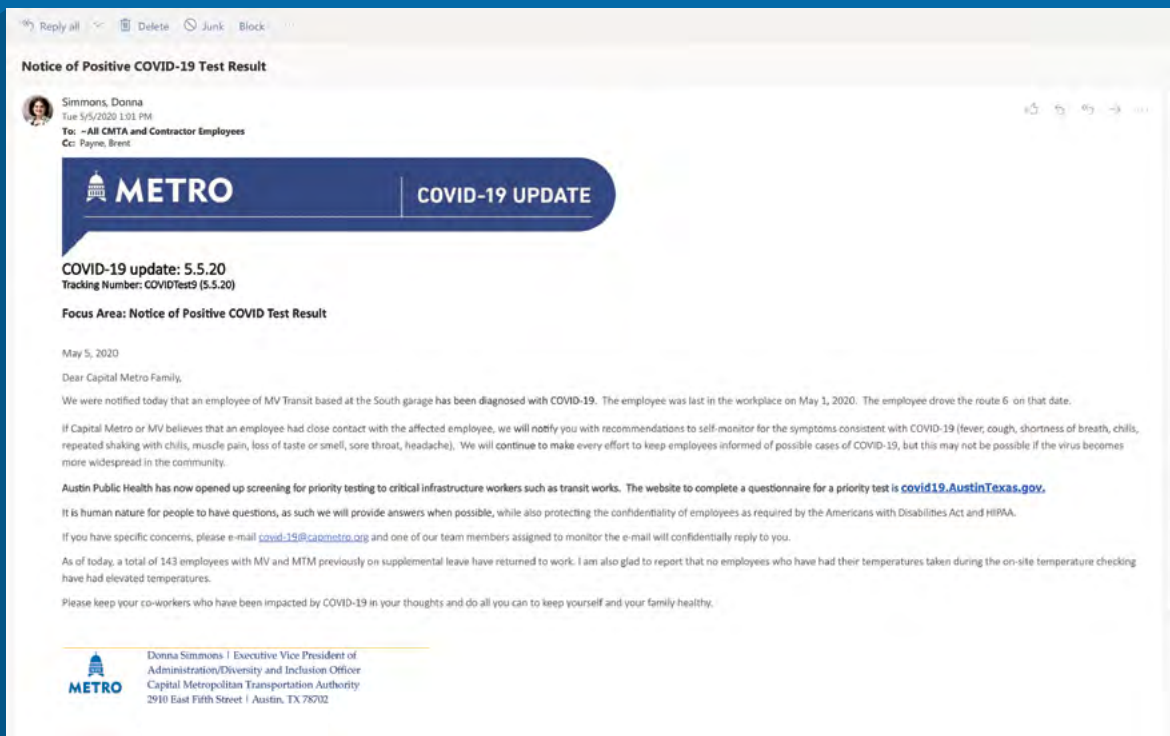 Reply all Delete Junk Block ...
Notice of Positive COVID-19 Test Result
Simmons, Donna
Tue 5/5/2020 1:01 PM
To: ~All CMTA and Contractor Employees
Cc: Payne, Brent
METRO COVID-19 UPDATE
COVID-19 update: 5.5.20
Tracking Number: COVIDTest9 (5.5.20)
Focus Area: Notice of Positive COVID Test Result
May 5, 2020
Dear Capital Metro Family,
We were notified today that an employee of MV Transit based at the South garage has been diagnosed with COVID-19. The employee was last in the workplace on May 1, 2020. The employee drove the route 6 on that date.
If Capital Metro or MV believes that an employee had close contact with the affected employee, we will notify you with recommendations to self-monitor for the symptoms consistent with COVID-19 (fever, cough, shortness of breath, chills,
repeated shaking with chills, muscle pain, loss of taste or smell, sore throat, headache). We will continue to make every effort to keep employees informed of possible cases of COVID-19, but this may not be possible if the virus becomes
more widespread in the community.
Austin Public Health has now opened up screening for priority testing to critical infrastructure workers such as transit works. The website to complete a questionnaire for a priority test is covid19.AustinTexas.gov.
It is human nature for people to have questions, as such we will provide answers when possible, while also protecting the confidentiality of employees as required by the Americans with Disabilities Act and HIPAA.
If you have specific concerns, please e-mail covid-19@capmetro.org and one of our team members assigned to monitor the e-mail will confidentially reply to you.
As of today, a total of 143 employees with MV and MTM previously on supplemental leave have returned to work. I am also glad to report that no employees who have had their temperatures taken during the on-site temperature checking
have had elevated temperatures.
Please keep your co-workers who have been impacted by COVID-19 in your thoughts and do all you can to keep yourself and your family healthy.
Donna Simmons | Executive Vice President of
Administration/Diversity and Inclusion Officer
METRO Capital Metropolitan Transportation Authority
2910 East Fifth Street | Austin, TX 78702